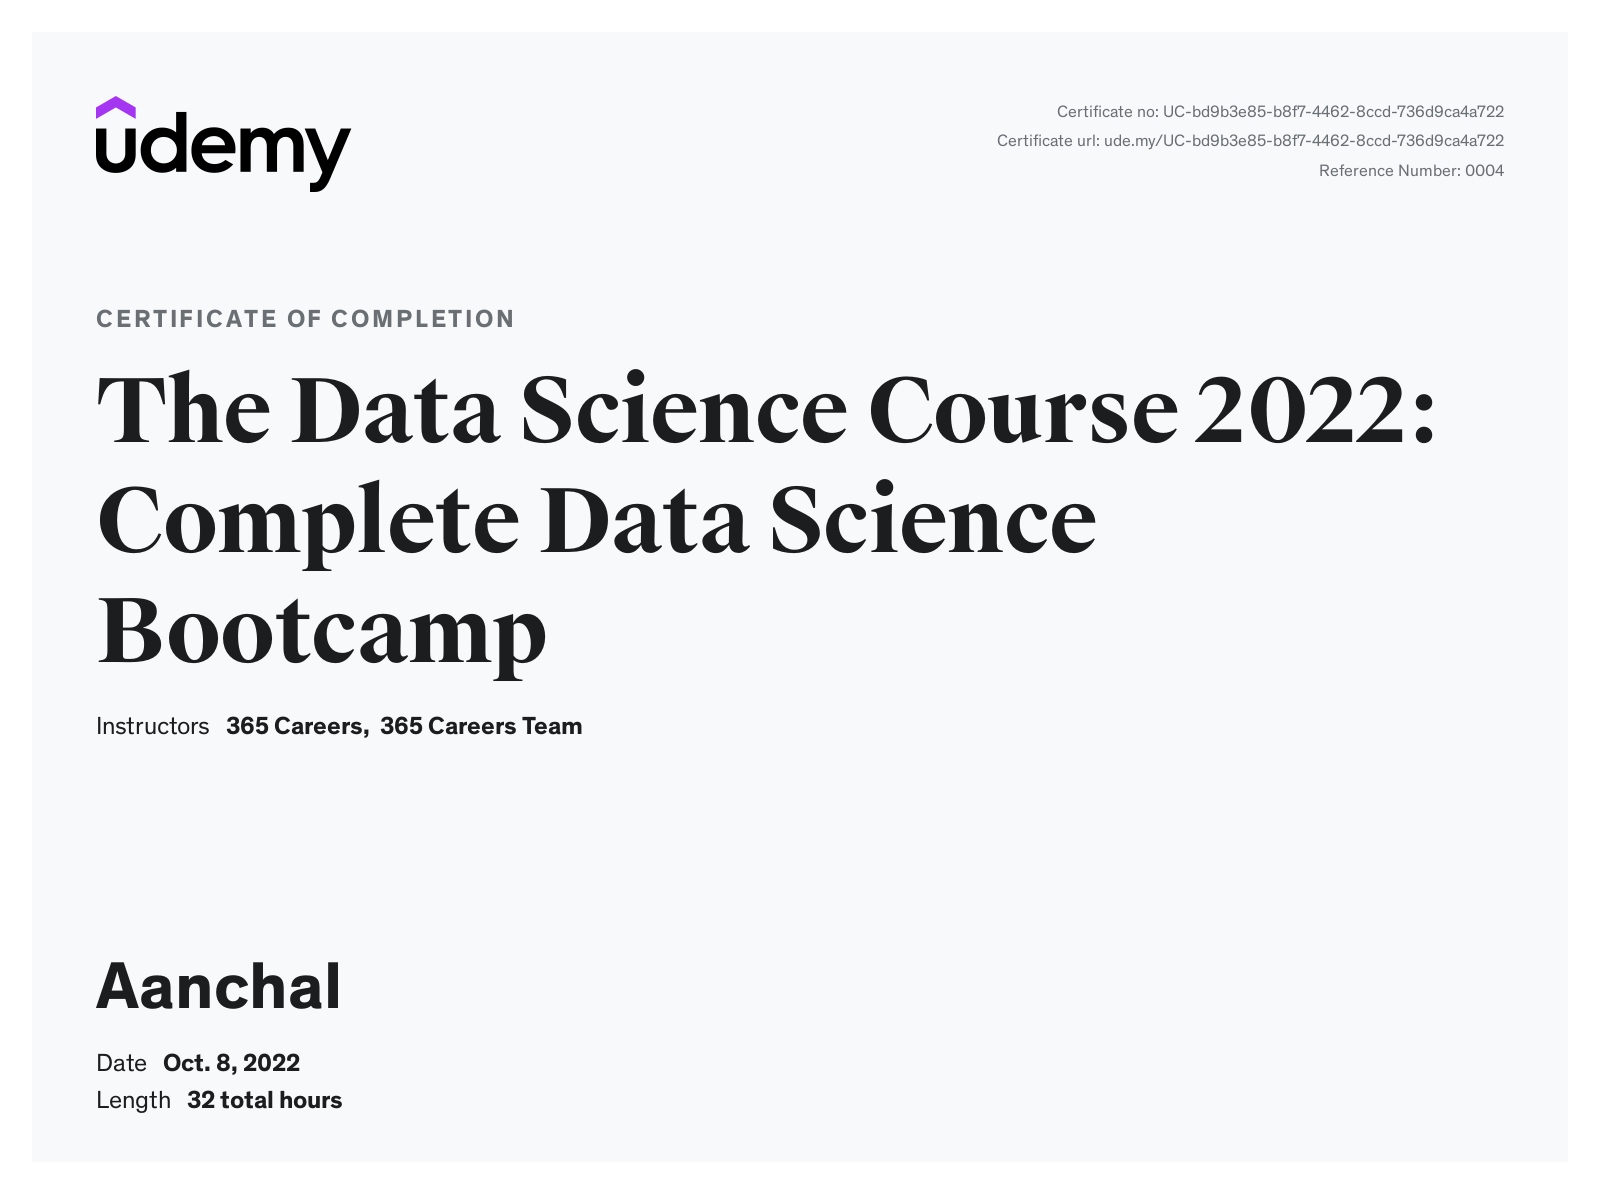 udemy
Certificate no: UC-bd9b3e85-b8f7-4462-8ccd-736d9ca4a722
Certificate url: ude.my/UC-bd9b3e85-b8f7-4462-8ccd-736d9ca4a722
Reference Number: 0004
CERTIFICATE OF COMPLETION
The Data Science Course 2022:
Complete Data Science
Bootcamp
Instructors 365 Careers, 365 Careers Team
Aanchal
Date Oct. 8, 2022
Length 32 total hours